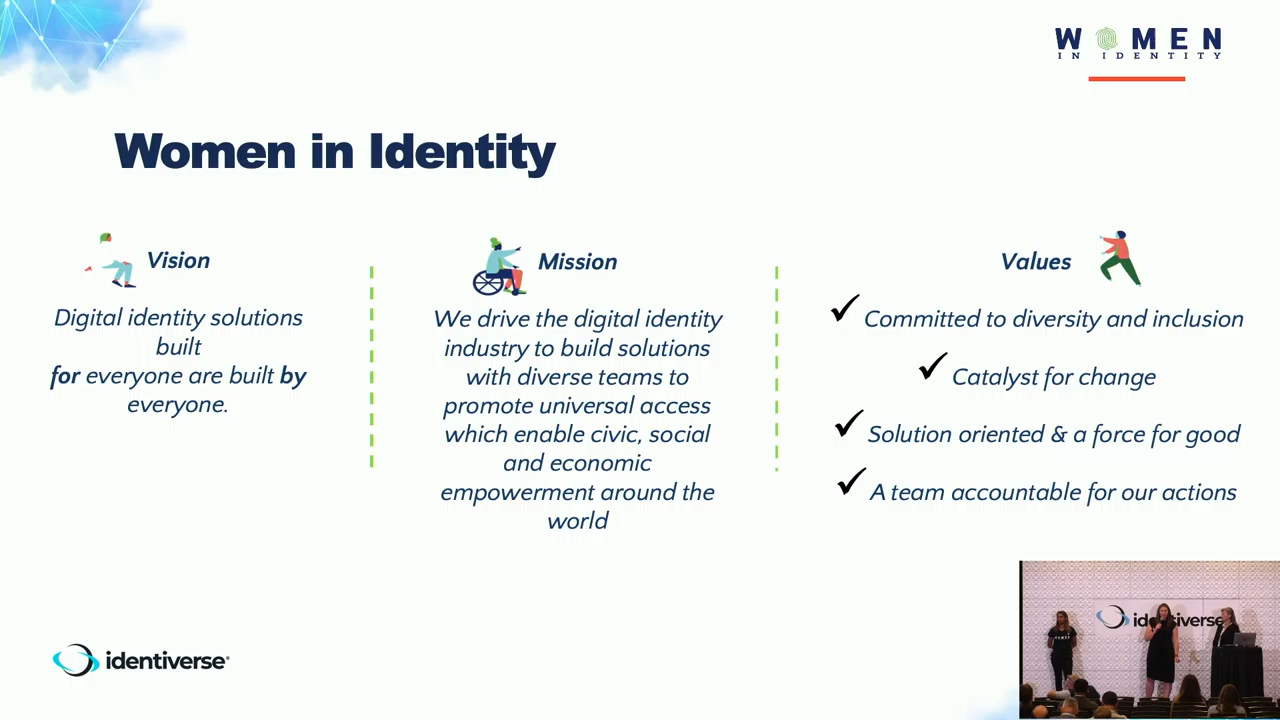 WOMEN
IN IDENTITY
Women in Identity
Vision
Digital identity solutions
built
for everyone are built by
everyone.
Mission
We drive the digital identity
industry to build solutions
with diverse teams to
promote universal access
which enable civic, social
and economic
empowerment around the
world
Values
✓ Committed to diversity and inclusion
✓ Catalyst for change
✓ Solution oriented & a force for good
✓ A team accountable for our actions
identiverse®
identiverse